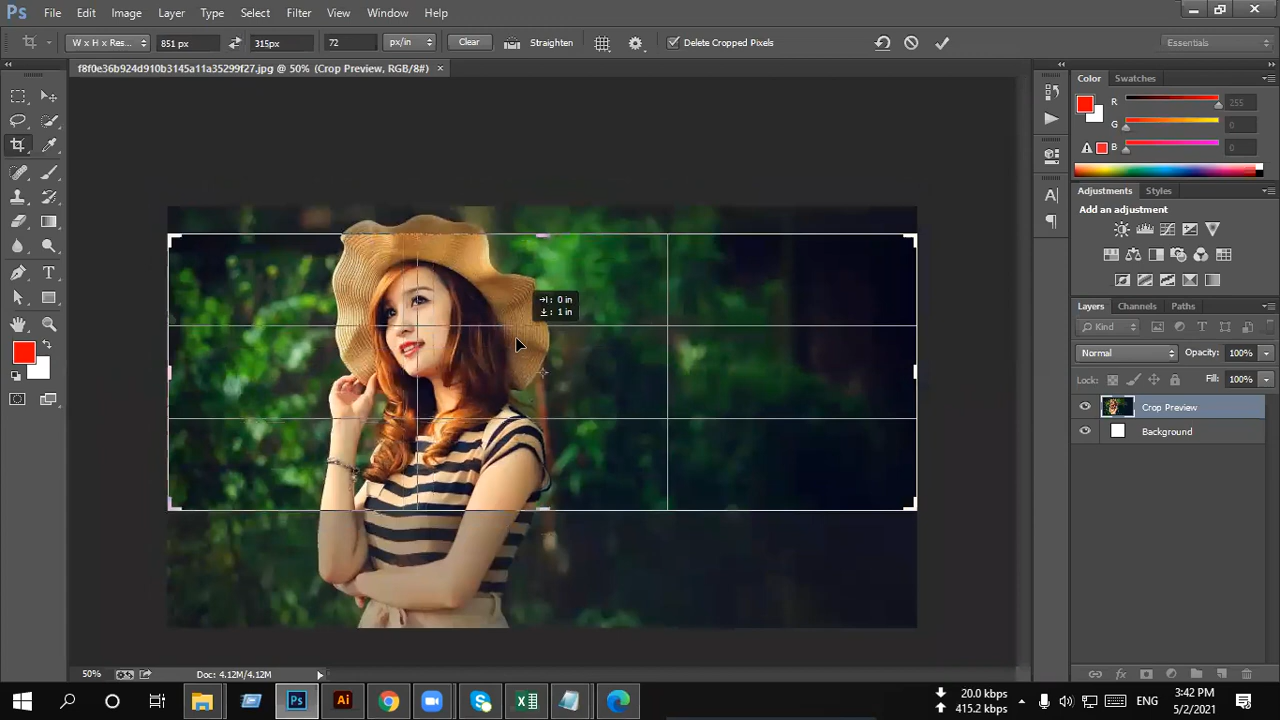 Ps File Edit Image Layer Type Select Filter View Window Help
W x H x Res... 851 px 315px 72 px/in Clear Straighten Delete Cropped Pixels Essentials
f8f0e36b924d910b3145a11a35299f27.jpg @ 50% (Crop Preview, RGB/8#) ×
Color Swatches
R 255
G 0
B 0
Adjustments Styles
Add an adjustment
Layers Channels Paths
Kind
Normal Opacity: 100%
Lock: Fill: 100%
Crop Preview
Background
: 0 in
: 1 in
50% Doc: 4.12M/4.12M
Ps Ai
20.0 kbps
415.2 kbps
ENG
3:42 PM
5/2/2021